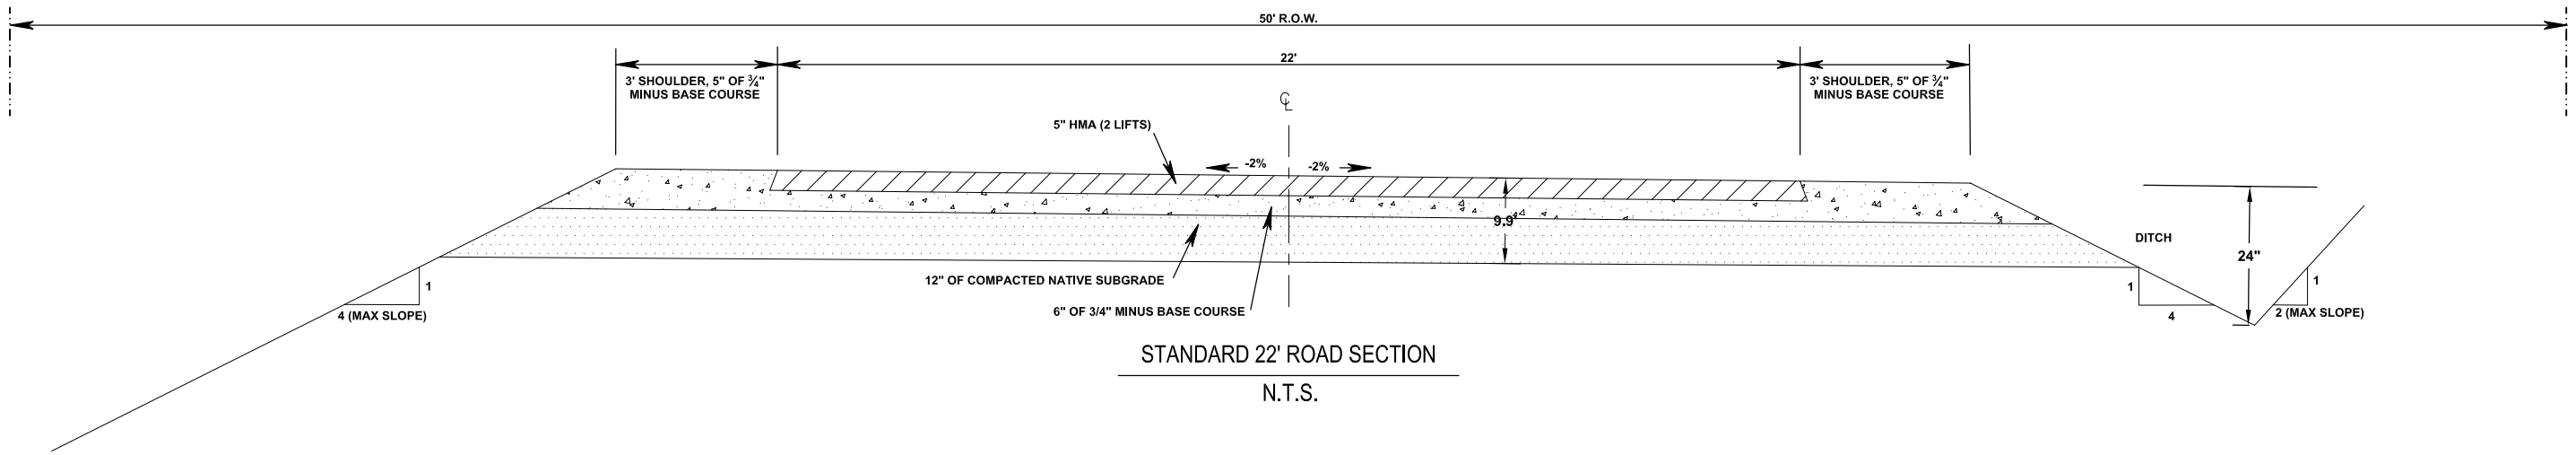 50' R.O.W.
22'
3' SHOULDER, 5" OF ¾"
MINUS BASE COURSE
3' SHOULDER, 5" OF ¾"
MINUS BASE COURSE
℄
5" HMA (2 LIFTS)
-2%
-2%
9.9'
DITCH
24"
12" OF COMPACTED NATIVE SUBGRADE
6" OF 3/4" MINUS BASE COURSE
1
4 (MAX SLOPE)
1
4
1
2 (MAX SLOPE)
STANDARD 22' ROAD SECTION
N.T.S.